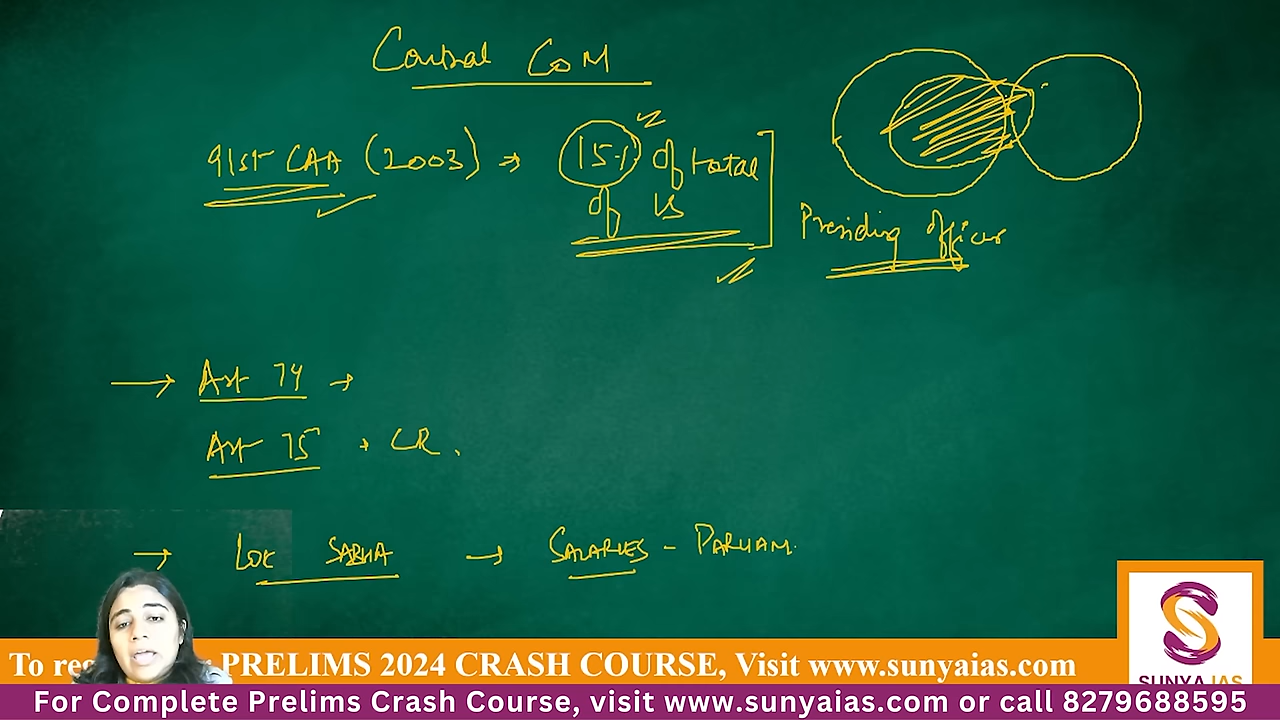 Central COM
91st CAA (2003) → 15% of total
of LS
Presiding officer
→ Art 74 →
Art 75 → CR.
→ LOK SABHA → SALARIES - PARLIAM.
To re PRELIMS 2024 CRASH COURSE, Visit www.sunyaias.com
S
SUNYA IAS
For Complete Prelims Crash Course, visit www.sunyaias.com or call 8279688595